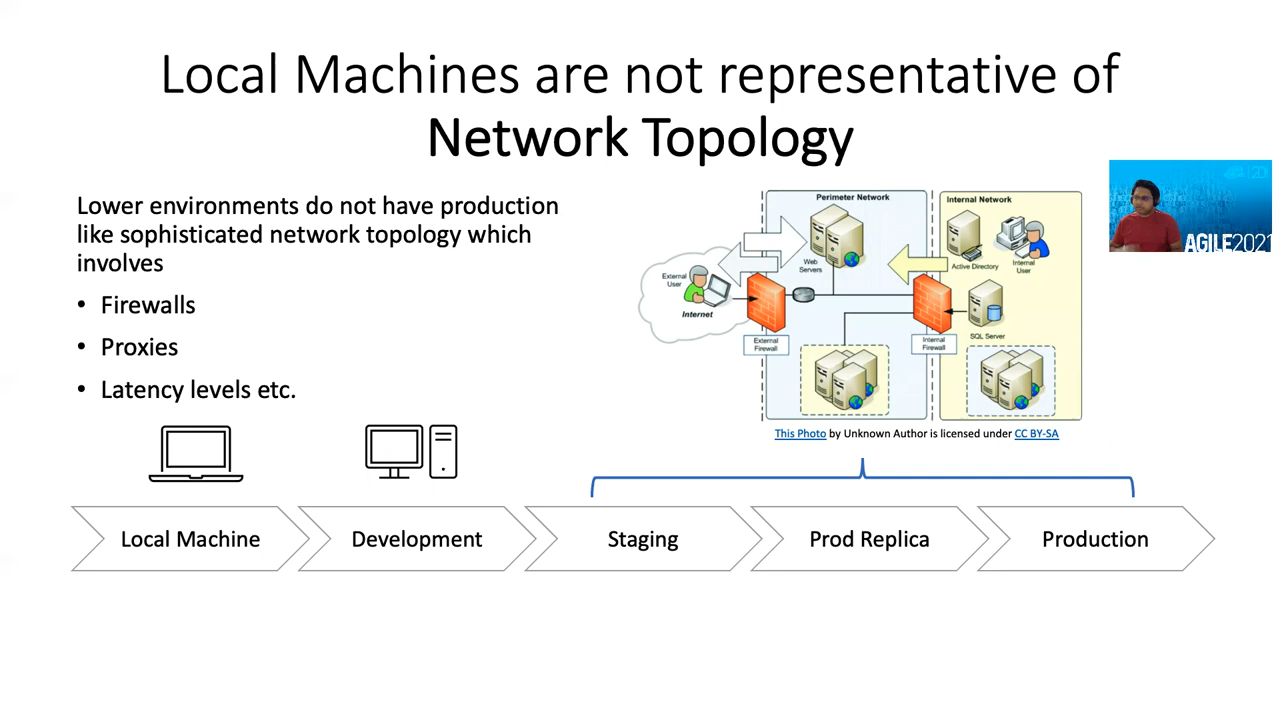 Local Machines are not representative of
Network Topology
Lower environments do not have production
like sophisticated network topology which
involves
• Firewalls
• Proxies
• Latency levels etc.
Perimeter Network
Internal Network
Web
Servers
Active Directory
Internal
User
External
User
Internet
External
Firewall
Internal
Firewall
SQL Server
This Photo by Unknown Author is licensed under CC BY-SA
AGILE2021
Local Machine
Development
Staging
Prod Replica
Production